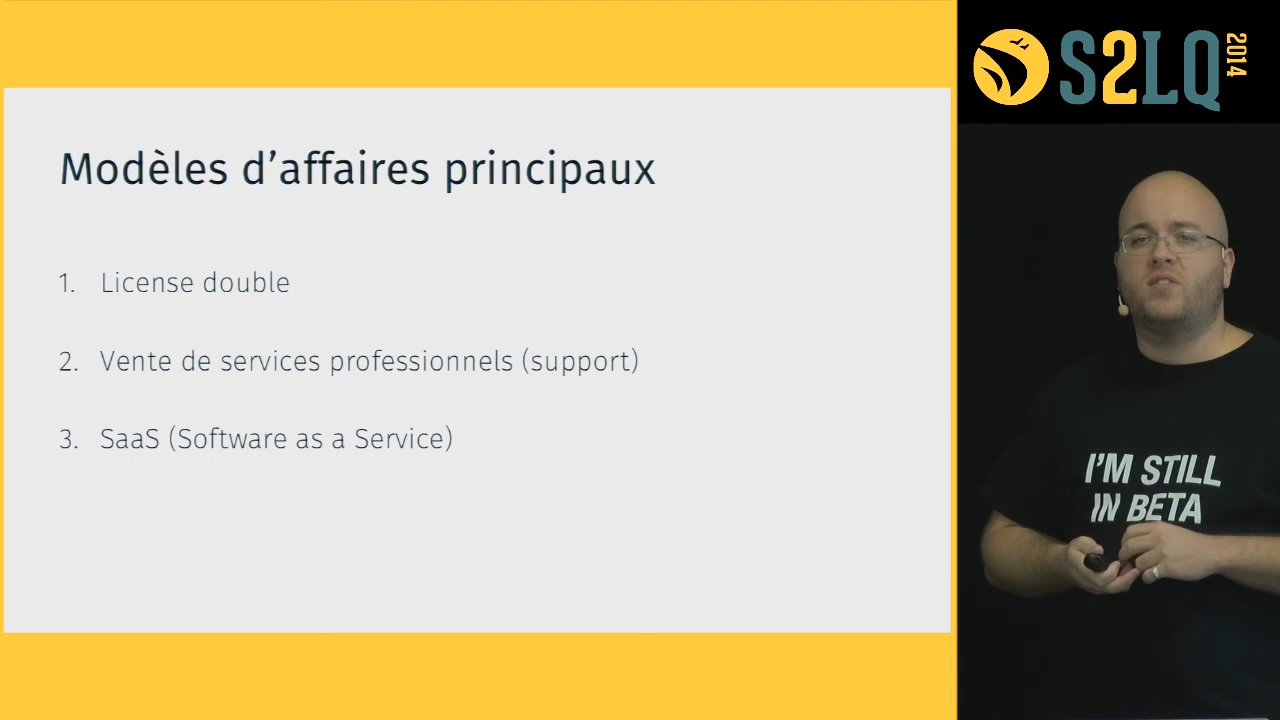 Modèles d'affaires principaux
1. License double
2. Vente de services professionnels (support)
3. SaaS (Software as a Service)
S2LQ
2014
I'M STILL
IN BETA